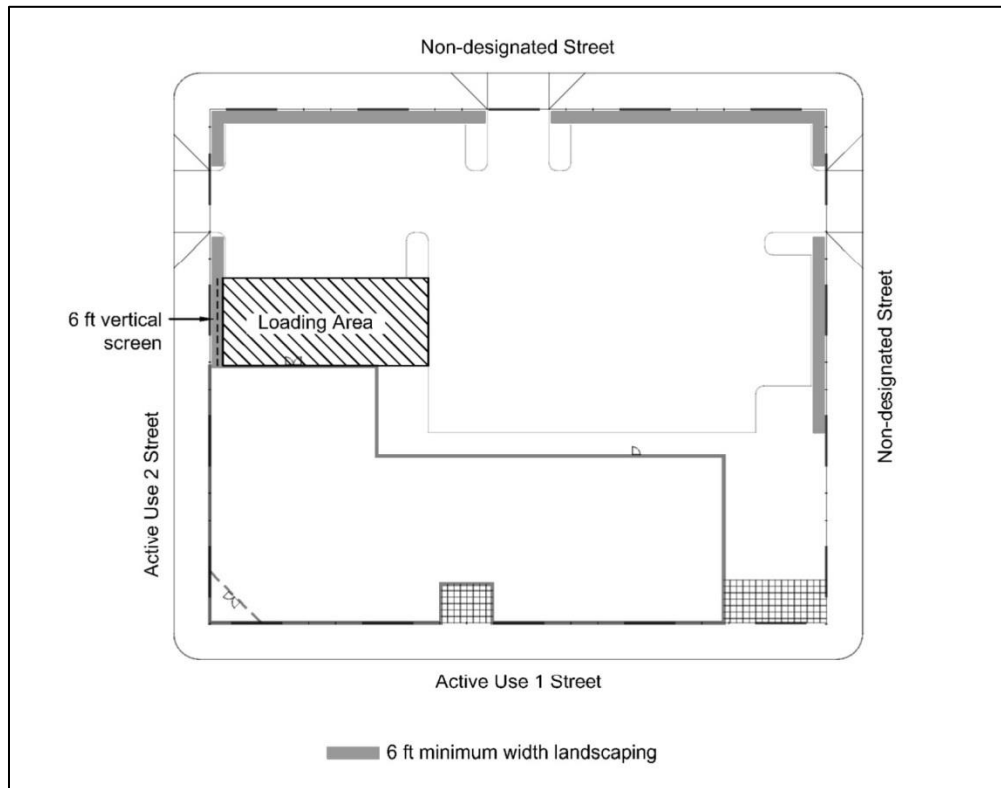 Non-designated Street
6 ft vertical
screen
Loading Area
Active Use 2 Street
Non-designated Street
Active Use 1 Street
6 ft minimum width landscaping